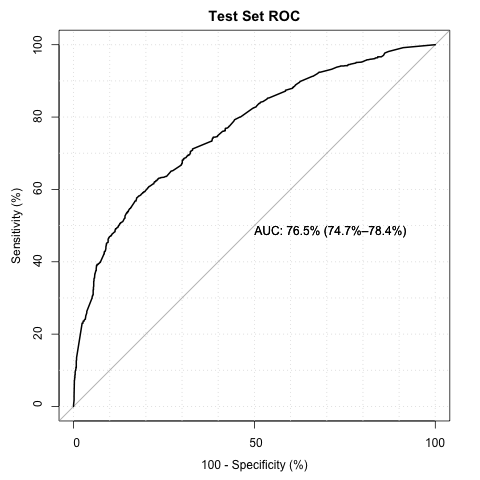 Test Set ROC
100
80
60
40
20
0
Sensitivity (%)
AUC: 76.5% (74.7%–78.4%)
0 50 100
100 - Specificity (%)